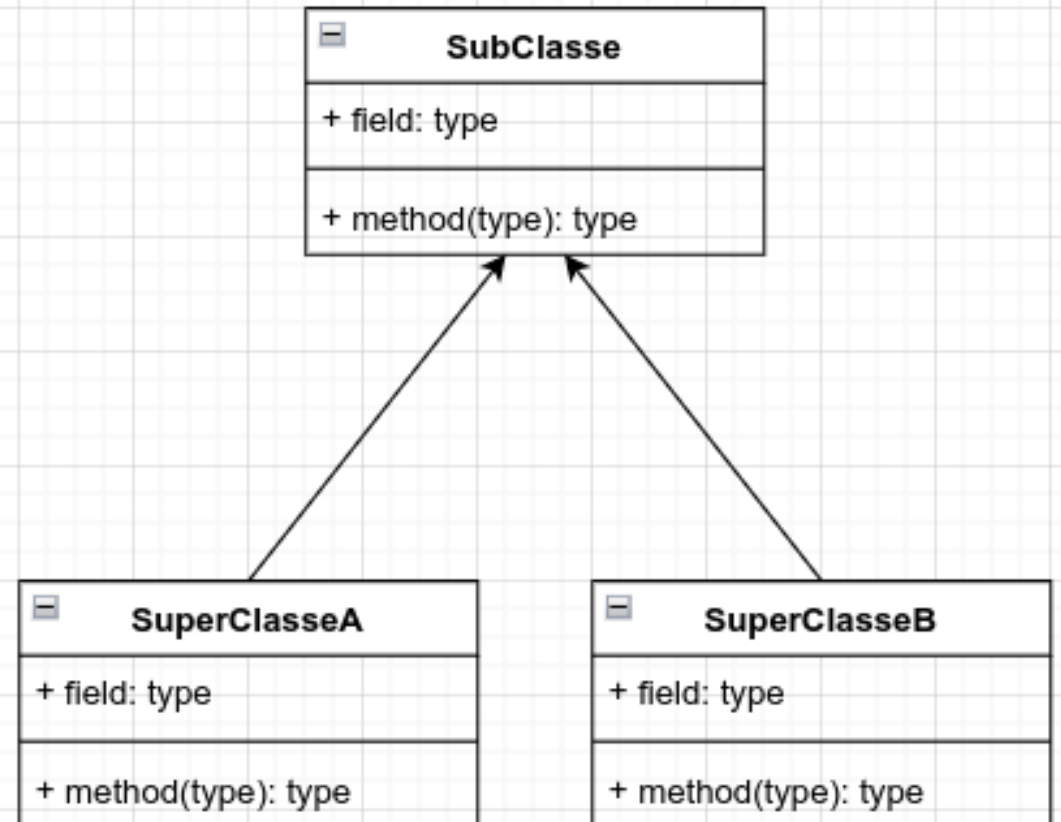 SubClasse
+ field: type
+ method(type): type
SuperClasseA
+ field: type
+ method(type): type
SuperClasseB
+ field: type
+ method(type): type